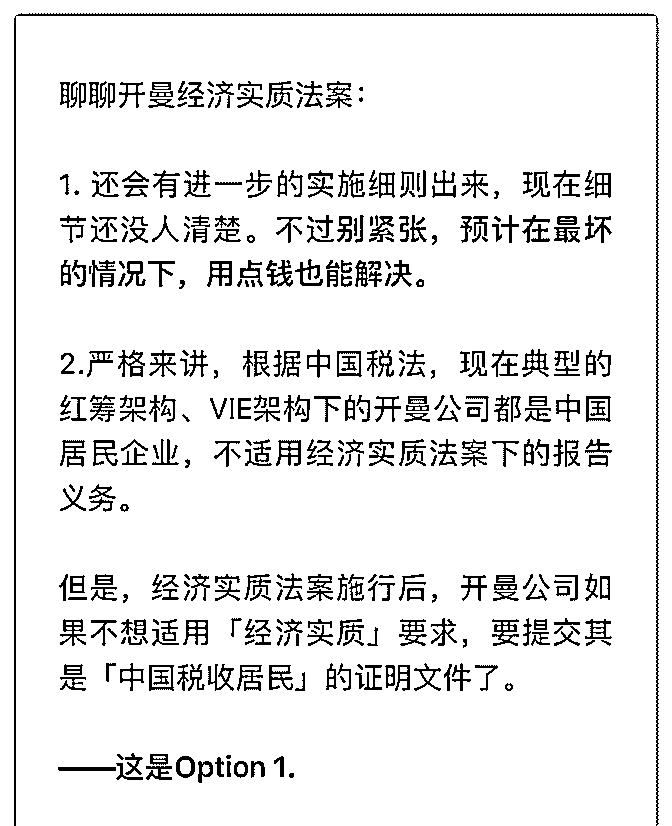 聊聊开曼经济实质法案：
1. 还会有进一步的实施细则出来，现在细
节还没人清楚。不过别紧张，预计在最坏
的情况下，用点钱也能解决。
2.严格来讲，根据中国税法，现在典型的
红筹架构、VIE架构下的开曼公司都是中国
居民企业，不适用经济实质法案下的报告
义务。
但是，经济实质法案施行后，开曼公司如
果不想适用「经济实质」要求，要提交其
是「中国税收居民」的证明文件了。
——这是Option 1.